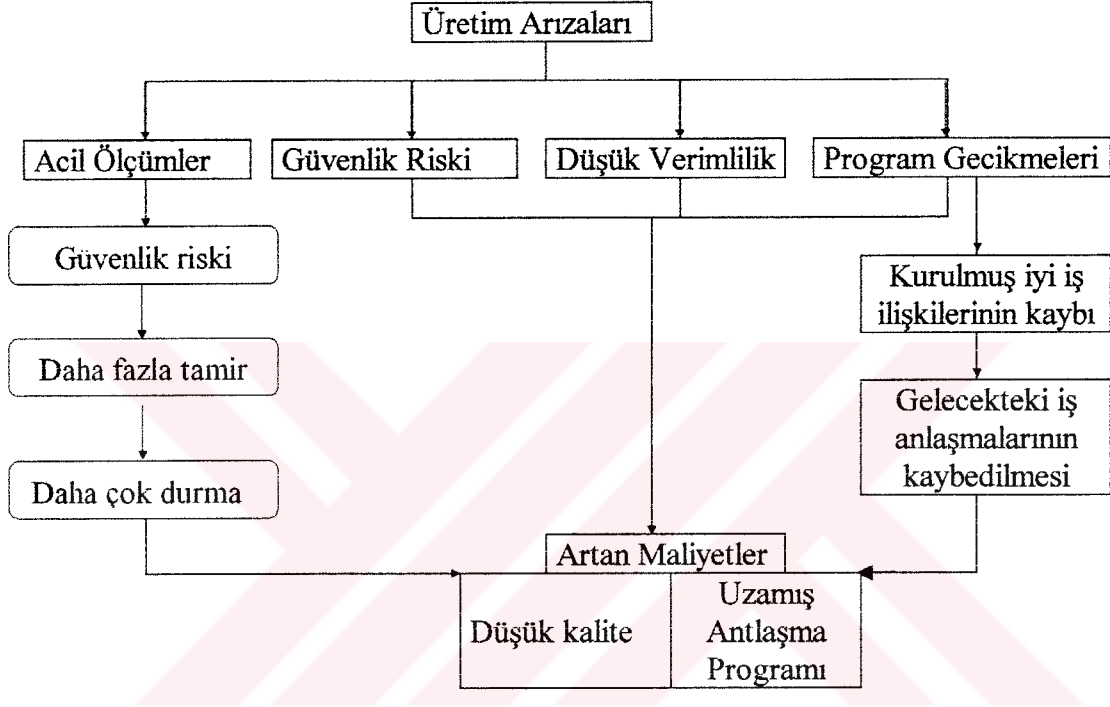 Üretim Arızaları
Acil Ölçümler
Güvenlik Riski
Düşük Verimlilik
Program Gecikmeleri
Güvenlik riski
Daha fazla tamir
Daha çok durma
Kurulmuş iyi iş
ilişkilerinin kaybı
Gelecekteki iş
anlaşmalarının
kaybedilmesi
Artan Maliyetler
Düşük kalite
Uzamış
Antlaşma
Programı